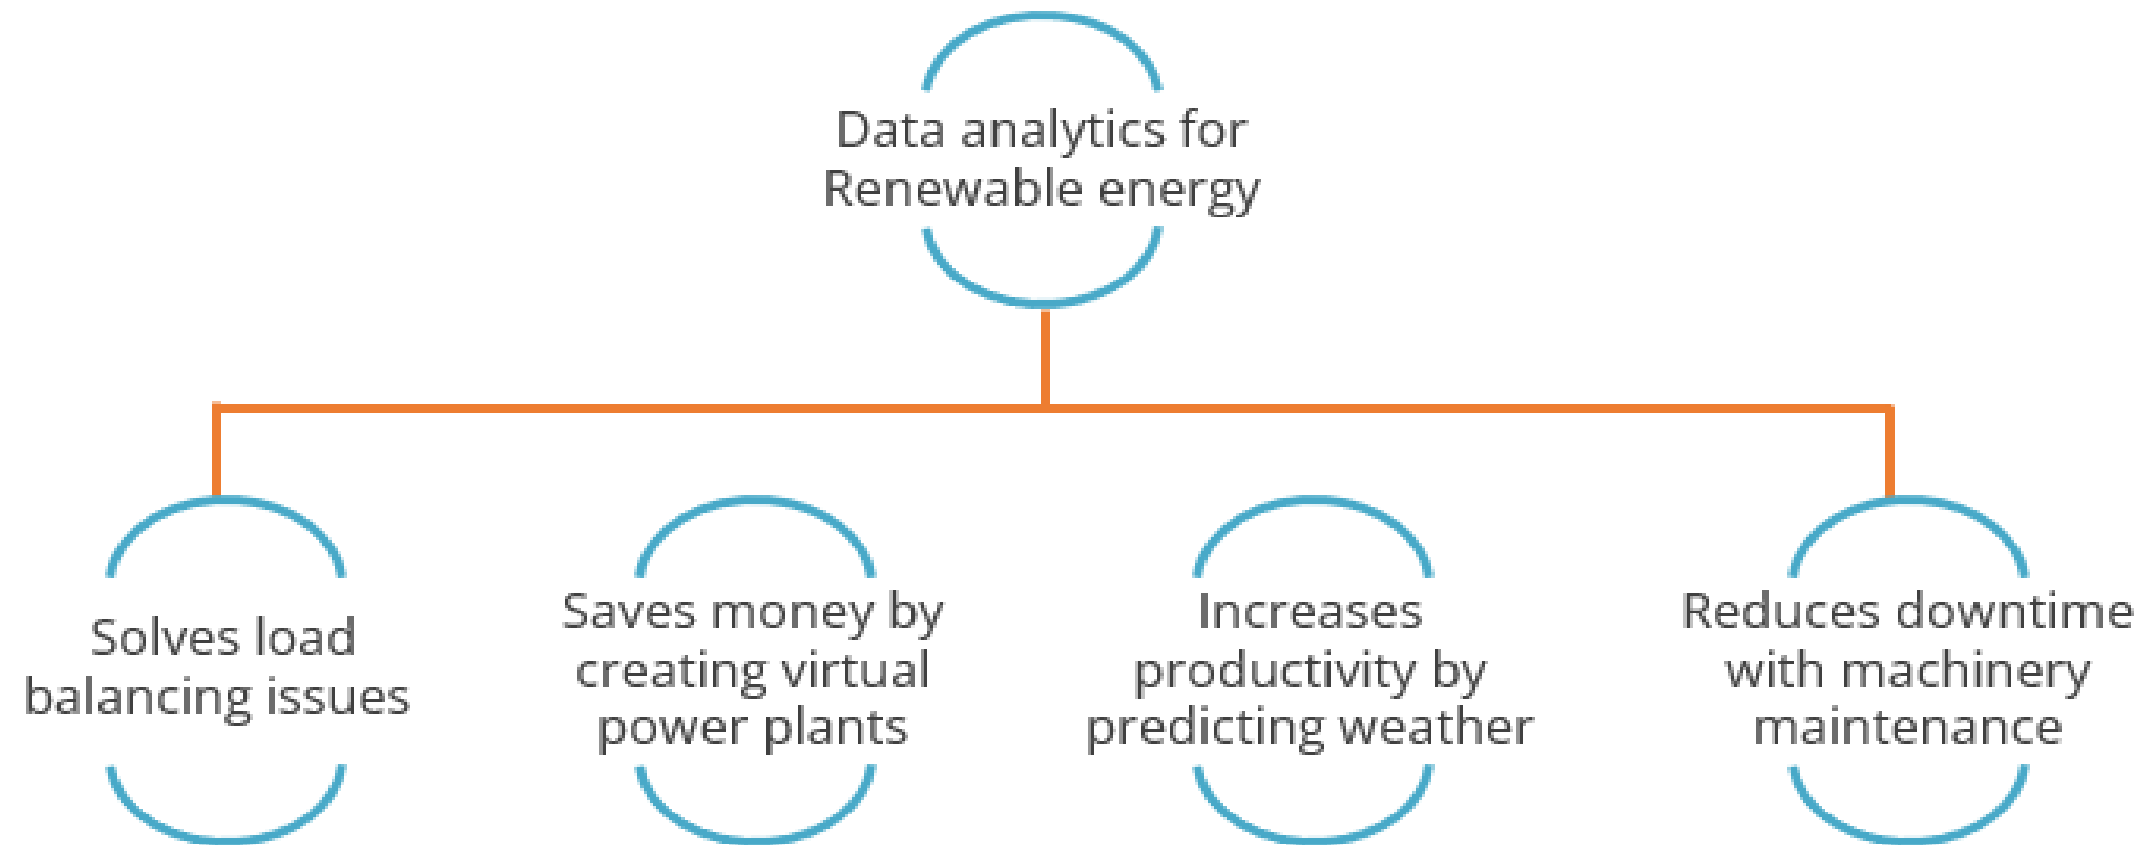 Data analytics for
Renewable energy
Solves load
balancing issues
Saves money by
creating virtual
power plants
Increases
productivity by
predicting weather
Reduces downtime
with machinery
maintenance